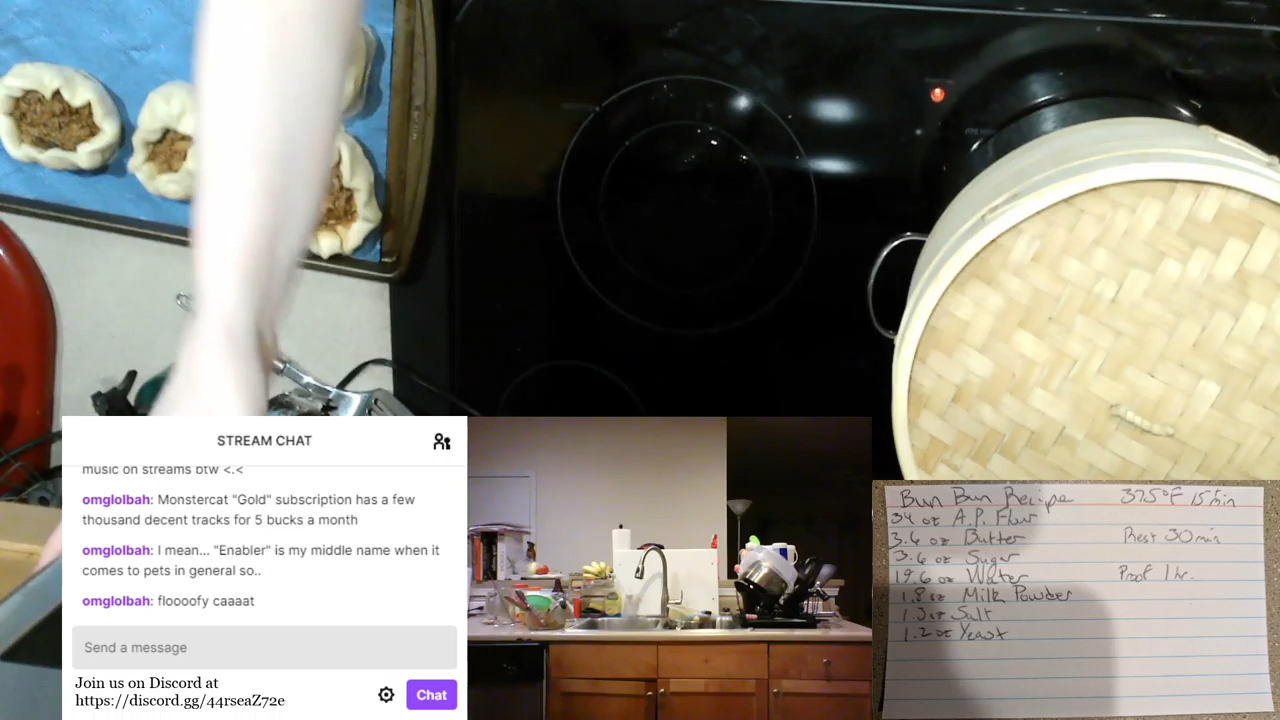 STREAM CHAT
music on streams btw <.<
omglolbah: Monstercat "Gold" subscription has a few
thousand decent tracks for 5 bucks a month
omglolbah: I mean... "Enabler" is my middle name when it
comes to pets in general so..
omglolbah: floooofy caaaat
Send a message
Join us on Discord at
https://discord.gg/44rseaZ72e
Chat
Bun Bun Recipe 375°F 15 min
34 oz A.P. Flour
3.6 oz Butter Rest 30 min
3.6 oz Sugar
19.6 oz Water Proof 1 hr.
1.8 oz Milk Powder
oz Salt
1.2 oz Yeast